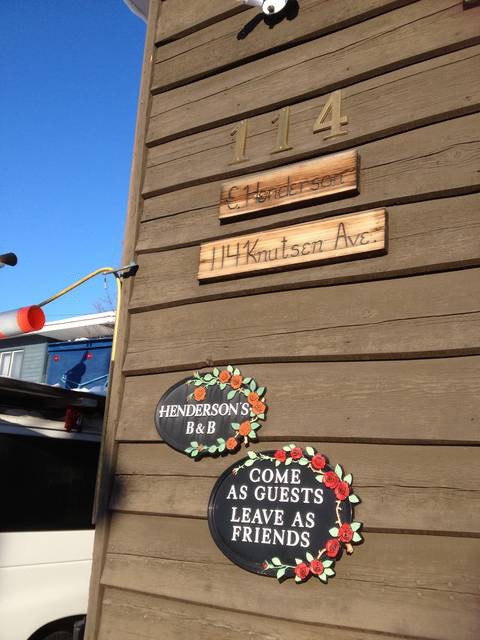 114
C. Henderson
114 Knutsen Ave.
HENDERSON'S
B & B
COME
AS GUESTS
LEAVE AS
FRIENDS